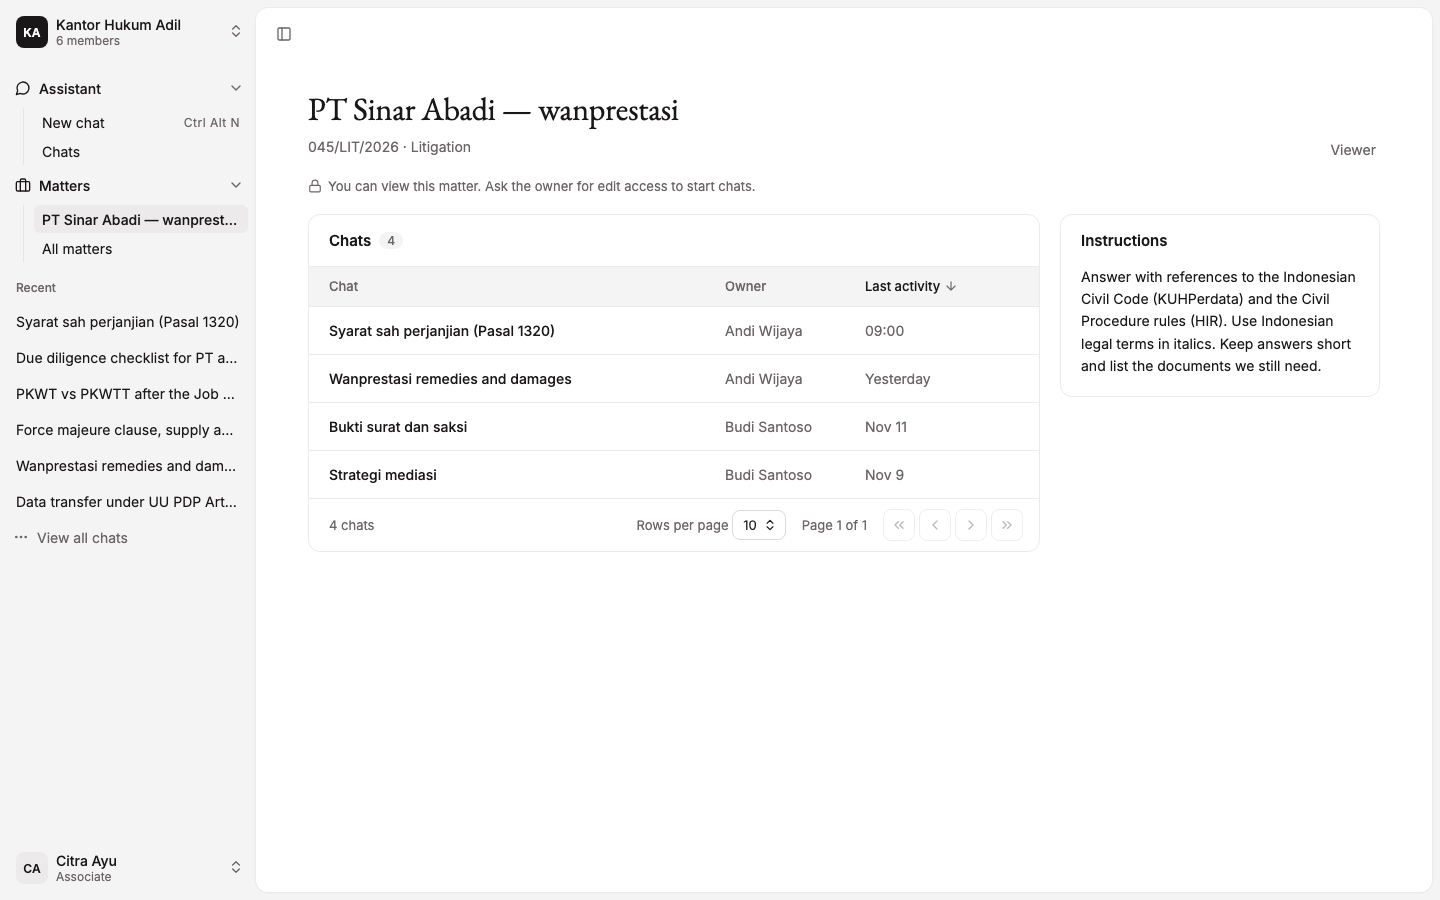 KA
Kantor Hukum Adil
6 members
Assistant
New chat Ctrl Alt N
Chats
Matters
PT Sinar Abadi — wanprest...
All matters
Recent
Syarat sah perjanjian (Pasal 1320)
Due diligence checklist for PT a...
PKWT vs PKWTT after the Job ...
Force majeure clause, supply a...
Wanprestasi remedies and dam...
Data transfer under UU PDP Art...
View all chats
CA
Citra Ayu
Associate
PT Sinar Abadi — wanprestasi
045/LIT/2026 · Litigation
Viewer
You can view this matter. Ask the owner for edit access to start chats.
Chats 4
Chat Owner Last activity
Syarat sah perjanjian (Pasal 1320) Andi Wijaya 09:00
Wanprestasi remedies and damages Andi Wijaya Yesterday
Bukti surat dan saksi Budi Santoso Nov 11
Strategi mediasi Budi Santoso Nov 9
4 chats Rows per page 10 Page 1 of 1
Instructions
Answer with references to the Indonesian
Civil Code (KUHPerdata) and the Civil
Procedure rules (HIR). Use Indonesian
legal terms in italics. Keep answers short
and list the documents we still need.